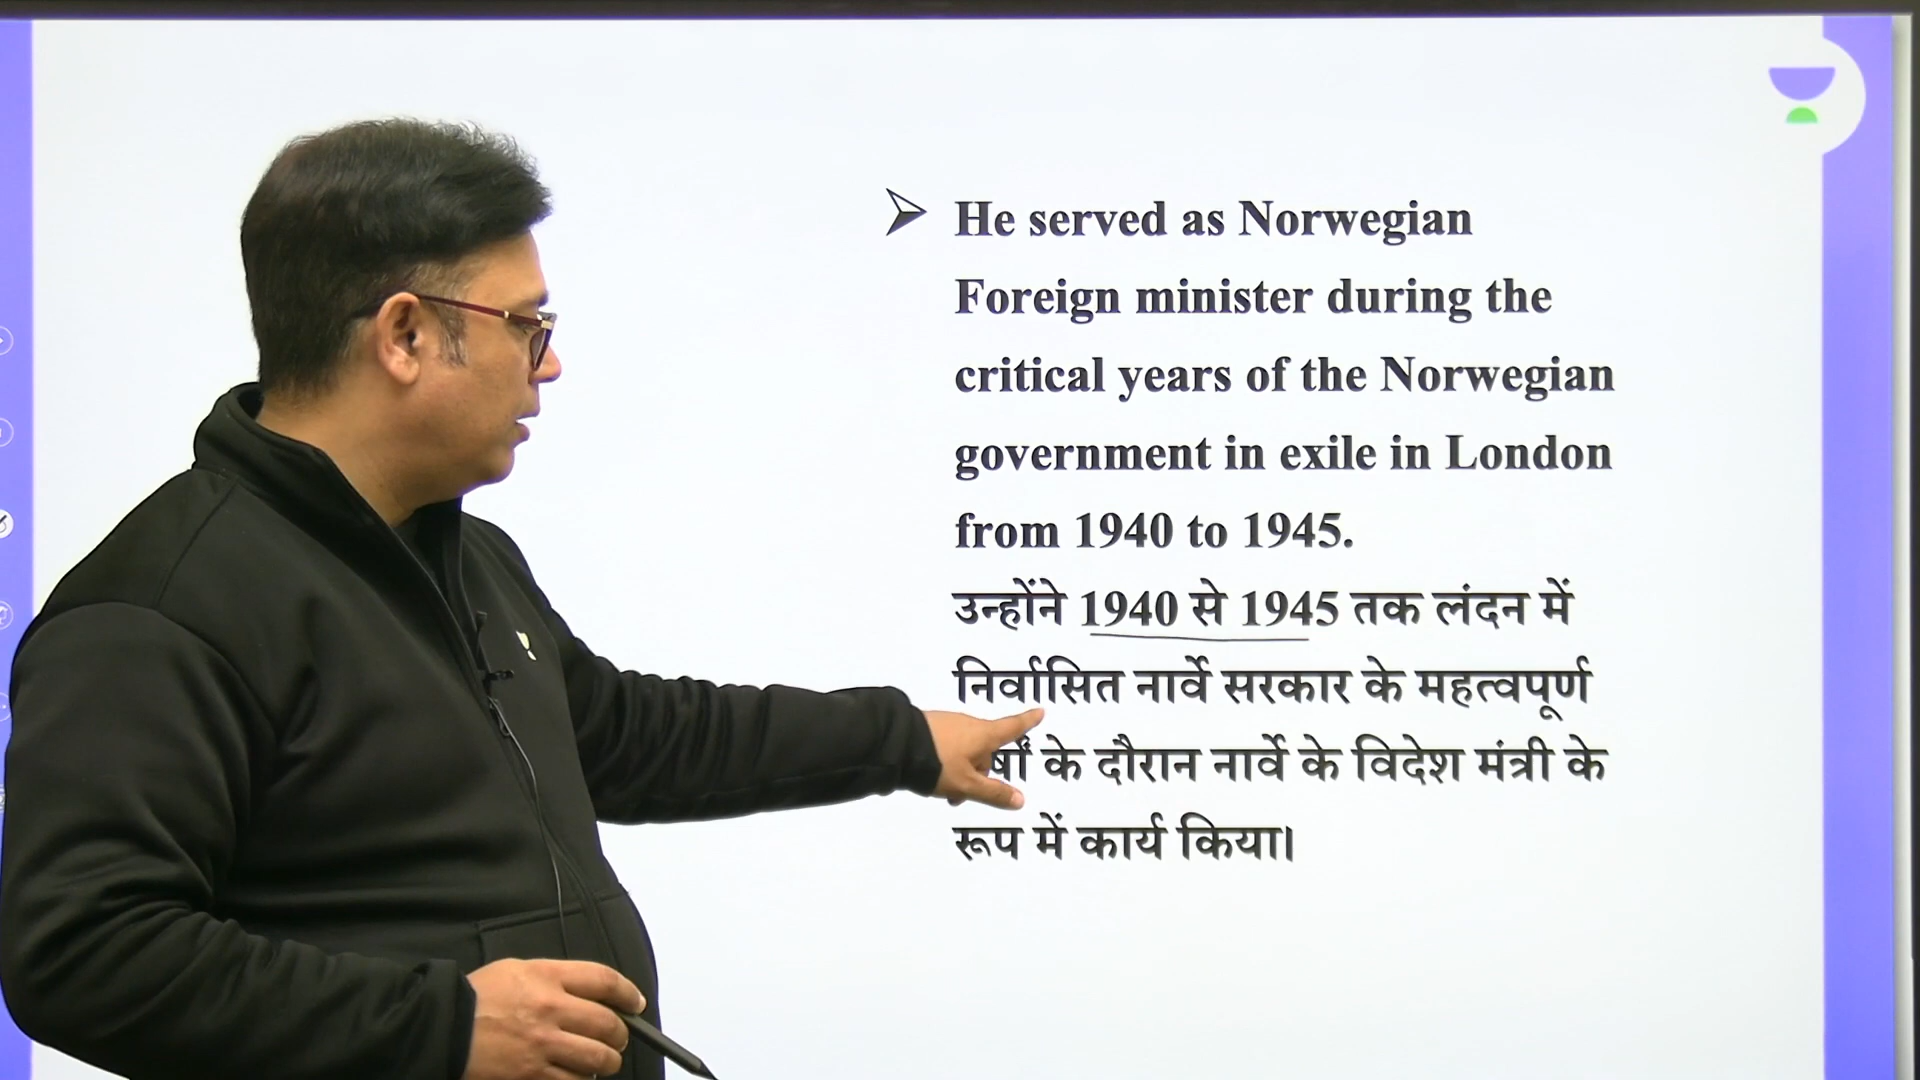 He served as Norwegian
Foreign minister during the
critical years of the Norwegian
government in exile in London
from 1940 to 1945.
उन्होंने 1940 से 1945 तक लंदन में
निर्वासित नार्वे सरकार के महत्वपूर्ण
के दौरान नार्वे के विदेश मंत्री के
रूप में कार्य किया।